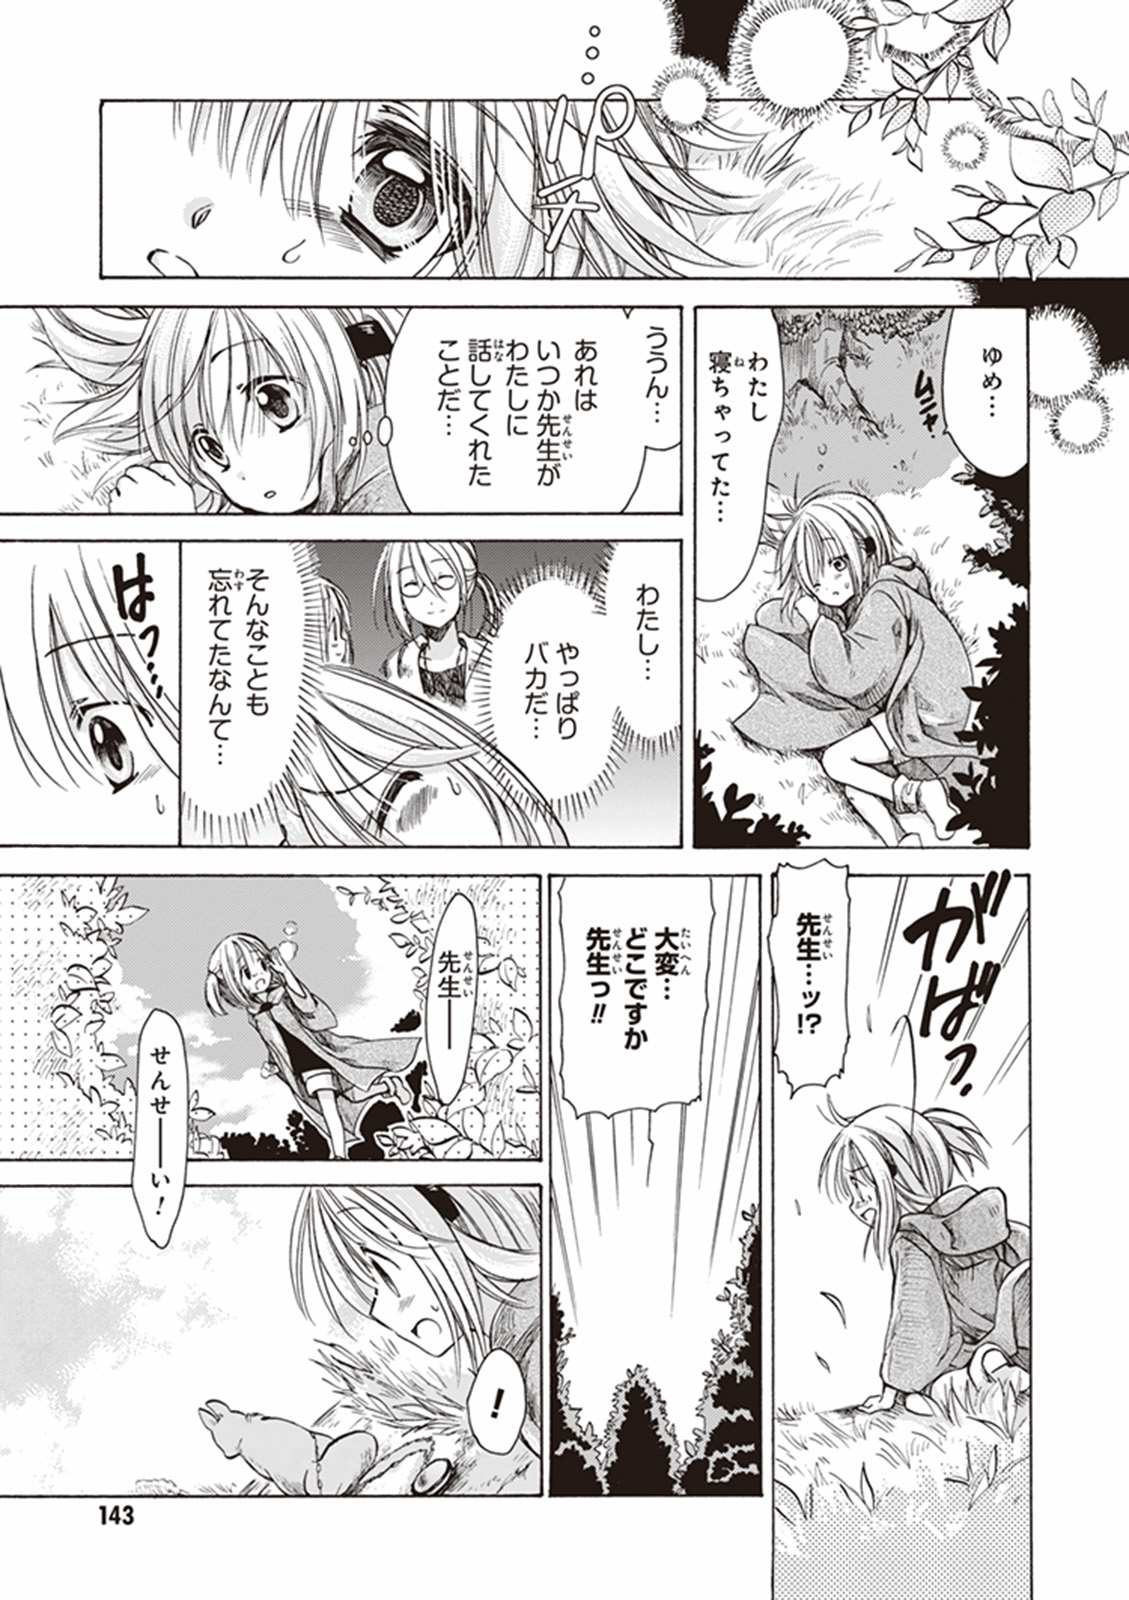 …パチ
ゆめ…
ムニャ…
わたし
寝ちゃってた…
ううん…
あれは
いつか先生が
わたしに
話してくれた
ことだ…
わたし…
やっぱり
バカだ…
そんなことも
忘れてたなんて…
はっ…
がばっ
先生…ッ!?
大変…
どこですか
先生っ!!
先生――
せんせ――い!
!
143